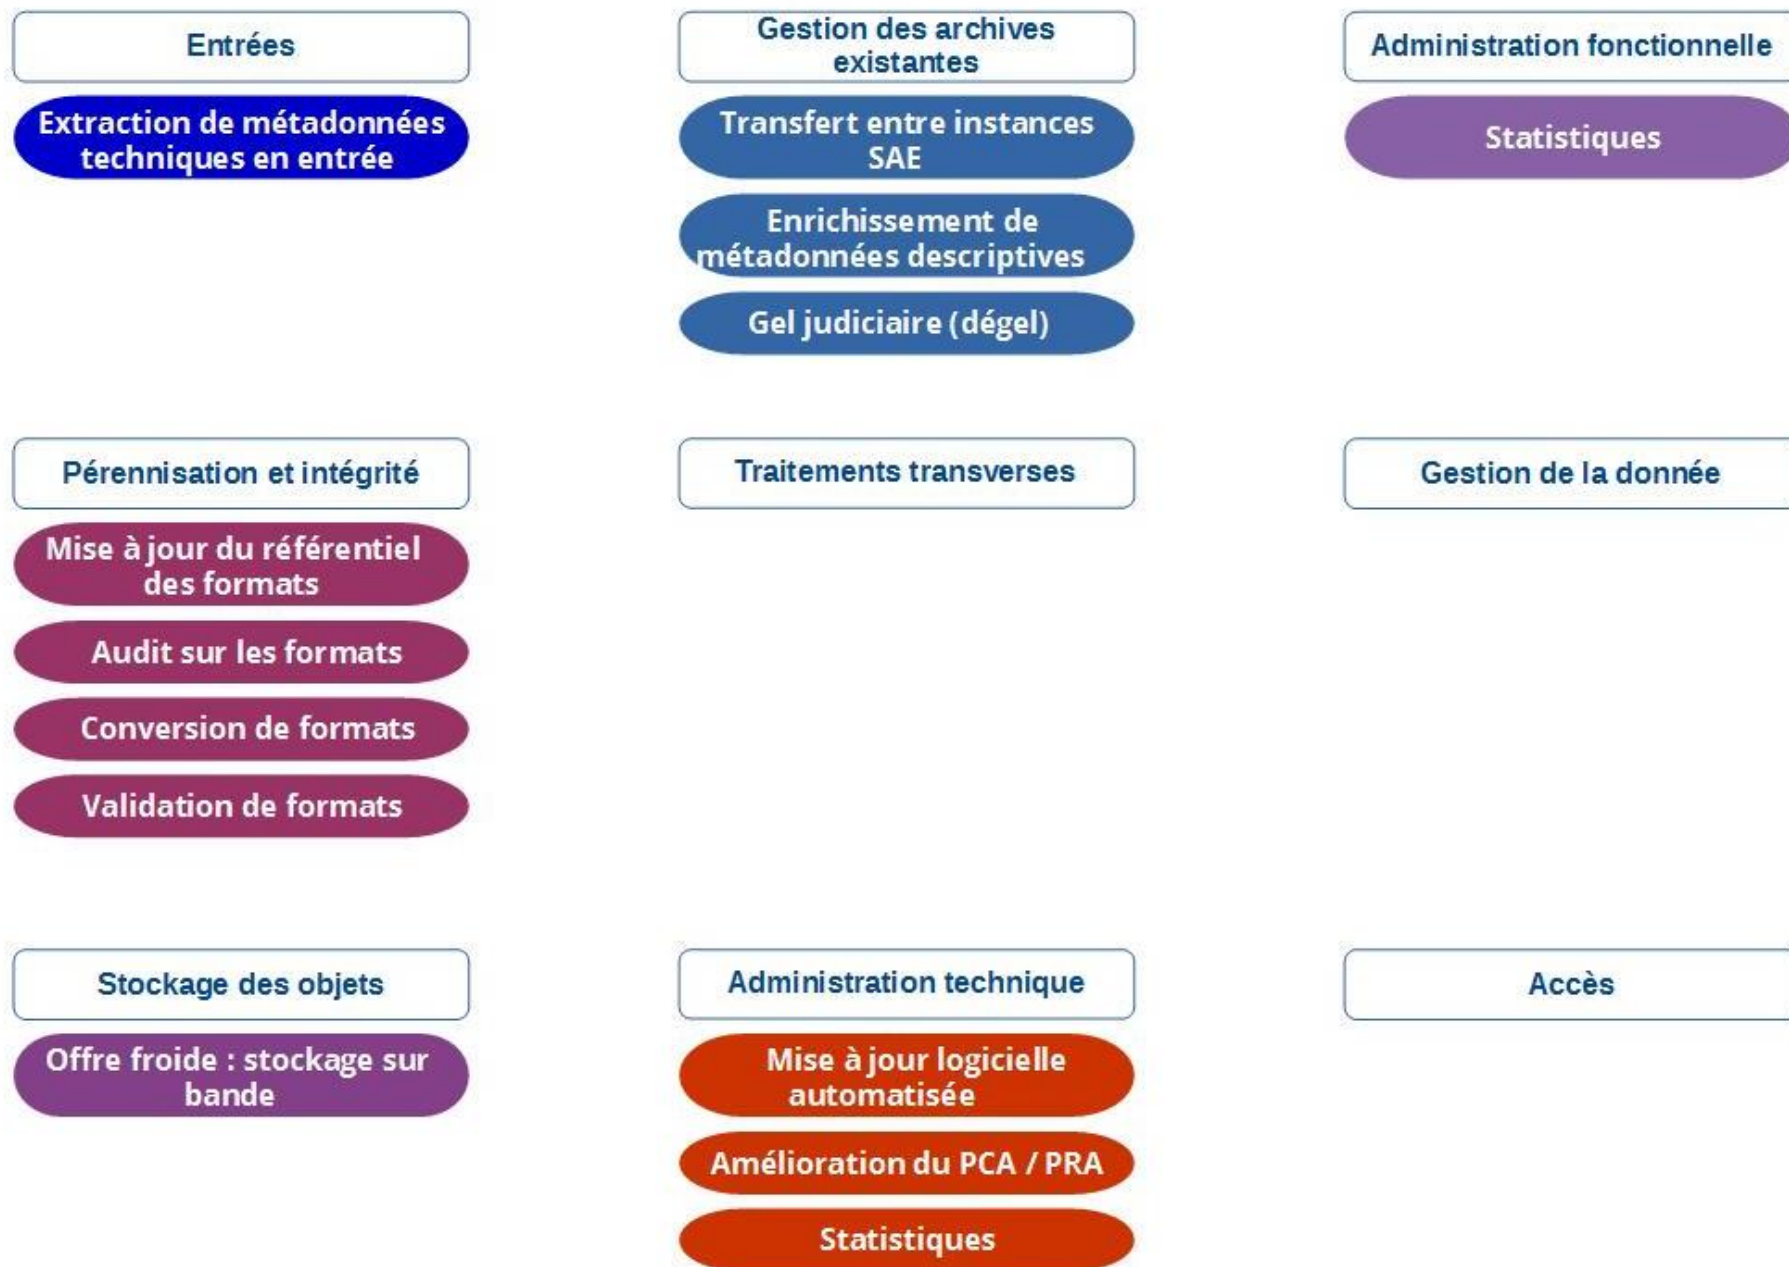 Entrées
Extraction de métadonnées
techniques en entrée
Gestion des archives
existantes
Transfert entre instances
SAE
Enrichissement de
métadonnées descriptives
Gel judiciaire (dégel)
Administration fonctionnelle
Statistiques
Pérennisation et intégrité
Mise à jour du référentiel
des formats
Audit sur les formats
Conversion de formats
Validation de formats
Traitements transverses
Gestion de la donnée
Stockage des objets
Offre froide : stockage sur
bande
Administration technique
Mise à jour logicielle
automatisée
Amélioration du PCA / PRA
Statistiques
Accès